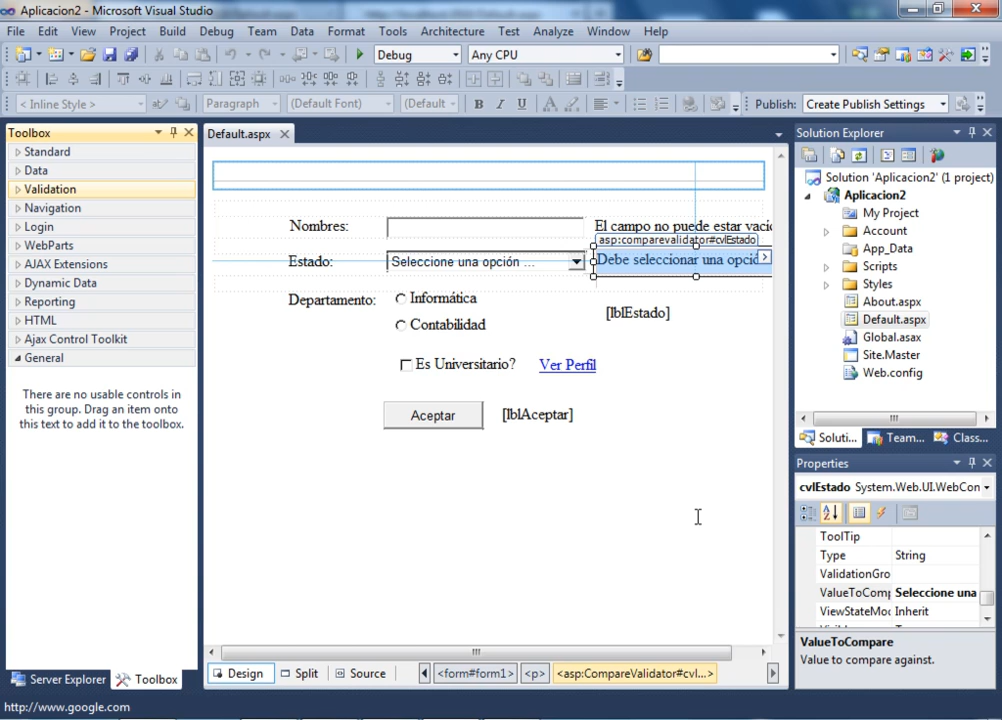 Aplicacion2 - Microsoft Visual Studio
File Edit View Project Build Debug Team Data Format Tools Architecture Test Analyze Window Help
Debug Any CPU
< Inline Style > Paragraph (Default Font) (Default B I U A Publish: Create Publish Settings
Toolbox
Standard
Data
Validation
Navigation
Login
WebParts
AJAX Extensions
Dynamic Data
Reporting
HTML
Ajax Control Toolkit
General
There are no usable controls in
this group. Drag an item onto
this text to add it to the toolbox.
Server Explorer Toolbox
Default.aspx
Nombres: El campo no puede estar vacío
asp:comparevalidator#cvlEstado
Estado: Seleccione una opción ... Debe seleccionar una opció
Departamento: Informática
[lblEstado]
Contabilidad
Es Universitario? Ver Perfil
Aceptar [lblAceptar]
Design Split Source <form#form1> <p> <asp:CompareValidator#cvl...>
Solution Explorer
Solution 'Aplicacion2' (1 project)
Aplicacion2
My Project
Account
App_Data
Scripts
Styles
About.aspx
Default.aspx
Global.asax
Site.Master
Web.config
Soluti... Team... Class...
Properties
cvlEstado System.Web.UI.WebCon
ToolTip
Type String
ValidationGro
ValueToComp Seleccione una
ViewStateMod Inherit
ValueToCompare
Value to compare against.
http://www.google.com